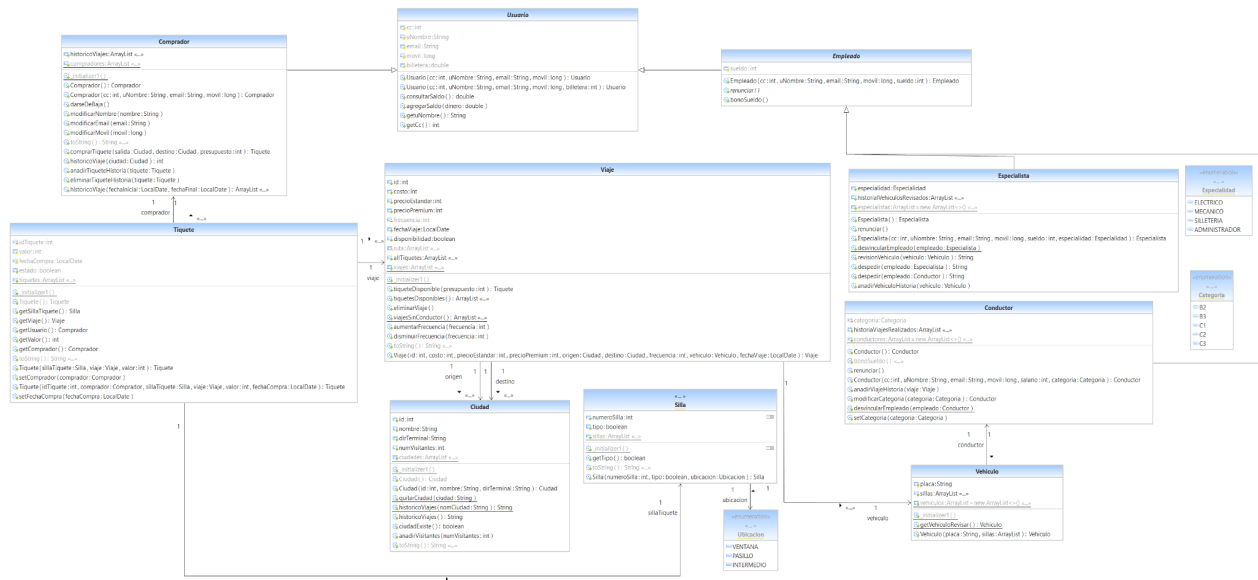 Usuario
cc:int
uNombre:String
email:String
movil:long
billetera:double
Usuario (cc:int, uNombre:String, email:String, movil:long) : Usuario
Usuario (cc:int, uNombre:String, email:String, movil:long, billetera:int) : Usuario
consultarSaldo() : double
agregarSaldo (dinero:double)
getuNombre() : String
getCc() : int
Comprador
historicoViajes:ArrayList «...»
compradores:ArrayList «...»
_initializer1()
Comprador() : Comprador
Comprador (cc:int, uNombre:String, email:String, movil:long) : Comprador
darseDeBaja()
modificarNombre (nombre:String)
modificarEmail (email:String)
modificarMovil (movil:long)
toString() : String «...»
comprarTiquete (salida:Ciudad, destino:Ciudad, presupuesto:int) : Tiquete
historicoViaje (ciudad:Ciudad) : int
anadirTiqueteHistoria (tiquete:Tiquete)
eliminarTiqueteHistoria (tiquete:Tiquete)
historicoViaje (fechaInicial:LocalDate, fechaFinal:LocalDate) : ArrayList «...»
Empleado
sueldo:int
Empleado (cc:int, uNombre:String, email:String, movil:long, sueldo:int) : Empleado
renunciar()
bonoSueldo()
Viaje
id:int
costo:int
precioEstandar:int
precioPremium:int
frecuencia:int
fechaViaje:LocalDate
disponibilidad:boolean
ruta:ArrayList «...»
allTiquetes:ArrayList «...»
viajes:ArrayList «...»
_initializer1()
tiqueteDisponible (presupuesto:int) : Tiquete
tiquetesDisponibles() : ArrayList «...»
eliminarViaje()
viajesSinConductor() : ArrayList «...»
aumentarFrecuencia (frecuencia:int)
disminuirFrecuencia (frecuencia:int)
toString() : String «...»
Viaje (id:int, costo:int, precioEstandar:int, precioPremium:int, origen:Ciudad, destino:Ciudad, frecuencia:int, vehiculo:Vehiculo, fechaViaje:LocalDate) : Viaje
Especialista
especialidad:Especialidad
historialVehiculosRevisados:ArrayList «...»
especialistas:ArrayList = new ArrayList<>() «...»
Especialista() : Especialista
renunciar()
Especialista (cc:int, uNombre:String, email:String, movil:long, sueldo:int, especialidad:Especialidad) : Especialista
desvincularEmpleado (empleado:Especialista)
revisionVehiculo (vehiculo:Vehiculo) : String
despedir (empleado:Especialista) : String
despedir (empleado:Conductor) : String
anadirVehiculoHistoria (vehiculo:Vehiculo)
«enumeration»
«...»
Especialidad
ELECTRICO
MECANICO
SILLETERIA
ADMINISTRADOR
1
1
comprador
«...»
Tiquete
idTiquete:int
valor:int
fechaCompra:LocalDate
estado:boolean
tiquetes:ArrayList «...»
_initializer1()
Tiquete() : Tiquete
getSillaTiquete() : Silla
getViaje() : Viaje
getUsuario() : Comprador
getValor() : int
getComprador() : Comprador
toString() : String «...»
Tiquete (sillaTiquete:Silla, viaje:Viaje, valor:int) : Tiquete
setComprador (comprador:Comprador)
Tiquete (idTiquete:int, comprador:Comprador, sillaTiquete:Silla, viaje:Viaje, valor:int, fechaCompra:LocalDate) : Tiquete
setFechaCompra (fechaCompra:LocalDate)
1
«...»
1
viaje
«enumeration»
«...»
Categoria
B2
B3
C1
C2
C3
Conductor
categoria:Categoria
historiaViajesRealizados:ArrayList «...»
conductores:ArrayList = new ArrayList<>() «...»
Conductor() : Conductor
bonoSueldo() «...»
renunciar()
Conductor (cc:int, uNombre:String, email:String, movil:long, salario:int, categoria:Categoria) : Conductor
anadirViajeHistoria (viaje:Viaje)
modificarCategoria (categoria:Categoria) : Conductor
desvincularEmpleado (empleado:Conductor)
setCategoria (categoria:Categoria)
1
1
1
1
origen
destino
«...»
«...»
Ciudad
id:int
nombre:String
dirTerminal:String
numVisitantes:int
ciudades:ArrayList «...»
_initializer1()
Ciudad() : Ciudad
Ciudad (id:int, nombre:String, dirTerminal:String) : Ciudad
quitarCiudad (ciudad:String)
historicoViajes (nomCiudad:String) : String
historicoViajes() : String
ciudadExiste() : boolean
anadirVisitantes (numVisitantes:int)
toString() : String «...»
«...»
Silla
numeroSilla:int
tipo:boolean
sillas:ArrayList «...»
_initializer1()
getTipo() : boolean
toString() : String «...»
Silla (numeroSilla:int, tipo:boolean, ubicacion:Ubicacion) : Silla
1
1
ubicacion
«...»
«enumeration»
«...»
Ubicacion
VENTANA
PASILLO
INTERMEDIO
1
1
sillaTiquete
1
1
conductor
Vehiculo
placa:String
sillas:ArrayList «...»
vehiculos:ArrayList = new ArrayList<>() «...»
_initializer1()
getVehiculoRevisar() : Vehiculo
Vehiculo (placa:String, sillas:ArrayList) : Vehiculo
1
«...»
1
vehiculo